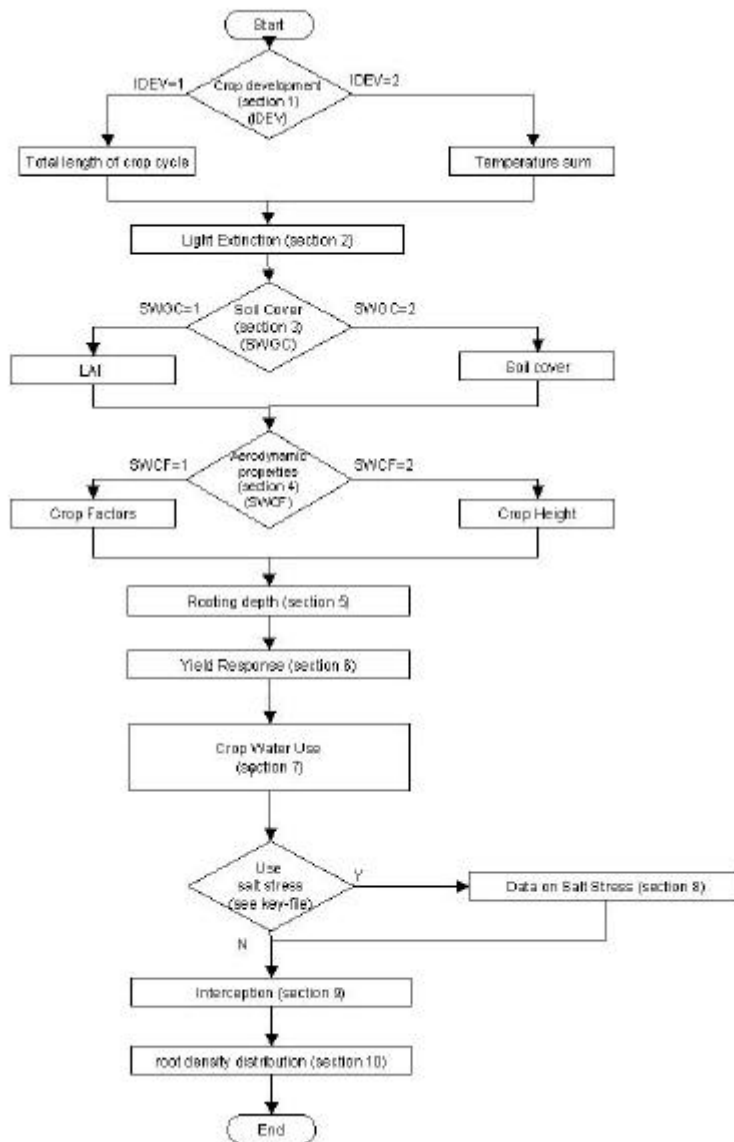 Start
IDEV=1
IDEV=2
Crop development
(section 1)
(IDEV)
Total length of crop cycle
Temperature sum
Light Extinction (section 2)
SWGC=1
SWGC=2
Soil Cover
(section 3)
(SWGC)
LAI
Soil cover
SWCF=1
SWCF=2
Aerodynamic
properties
(section 4)
(SWCF)
Crop Factors
Crop Height
Rooting depth (section 5)
Yield Response (section 6)
Crop Water Use
(section 7)
Use
salt stress
(see key-file)
Y
Data on Salt Stress (section 8)
N
Interception (section 9)
root density distribution (section 10)
End